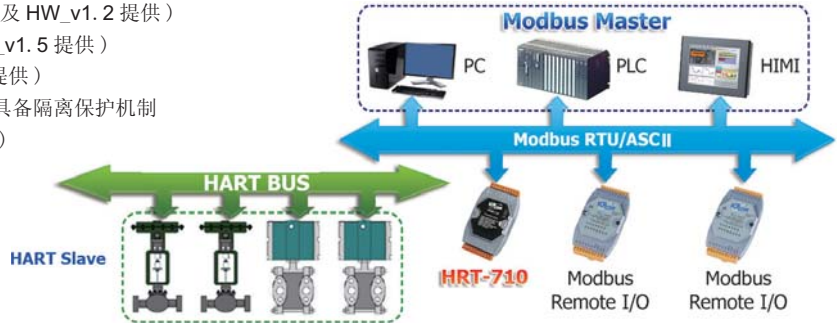 及 HW_v1. 2 提供）
_v1. 5 提供）
提供）
具备隔离保护机制
）
Modbus Master
PC
PLC
HIMI
Modbus RTU/ASCII
HART BUS
HART Slave
HRT-710
Modbus
Remote I/O
Modbus
Remote I/O